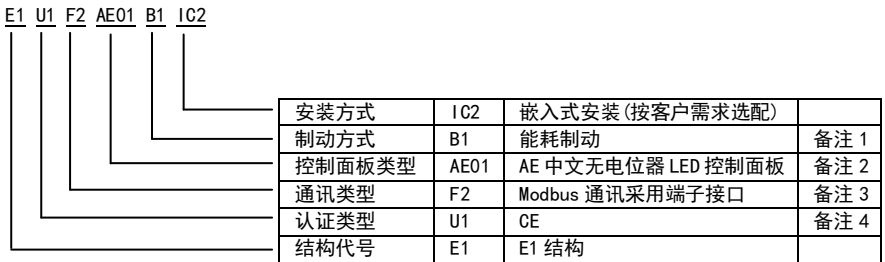 E1 U1 F2 AE01 B1 IC2
安装方式 IC2 嵌入式安装(按客户需求选配)
制动方式 B1 能耗制动 备注 1
控制面板类型 AE01 AE 中文无电位器 LED 控制面板 备注 2
通讯类型 F2 Modbus 通讯采用端子接口 备注 3
认证类型 U1 CE 备注 4
结构代号 E1 E1 结构